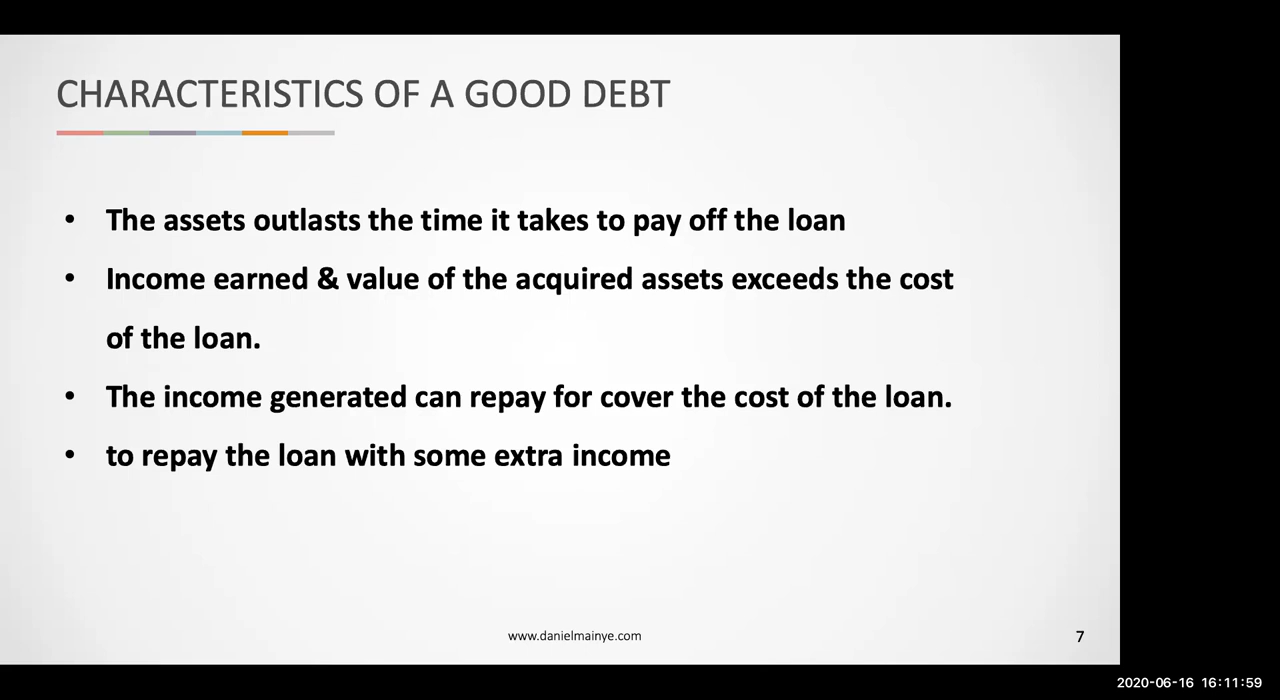 CHARACTERISTICS OF A GOOD DEBT
• The assets outlasts the time it takes to pay off the loan
• Income earned & value of the acquired assets exceeds the cost
of the loan.
• The income generated can repay for cover the cost of the loan.
• to repay the loan with some extra income
www.danielmainye.com
7
2020-06-16 16:11:59